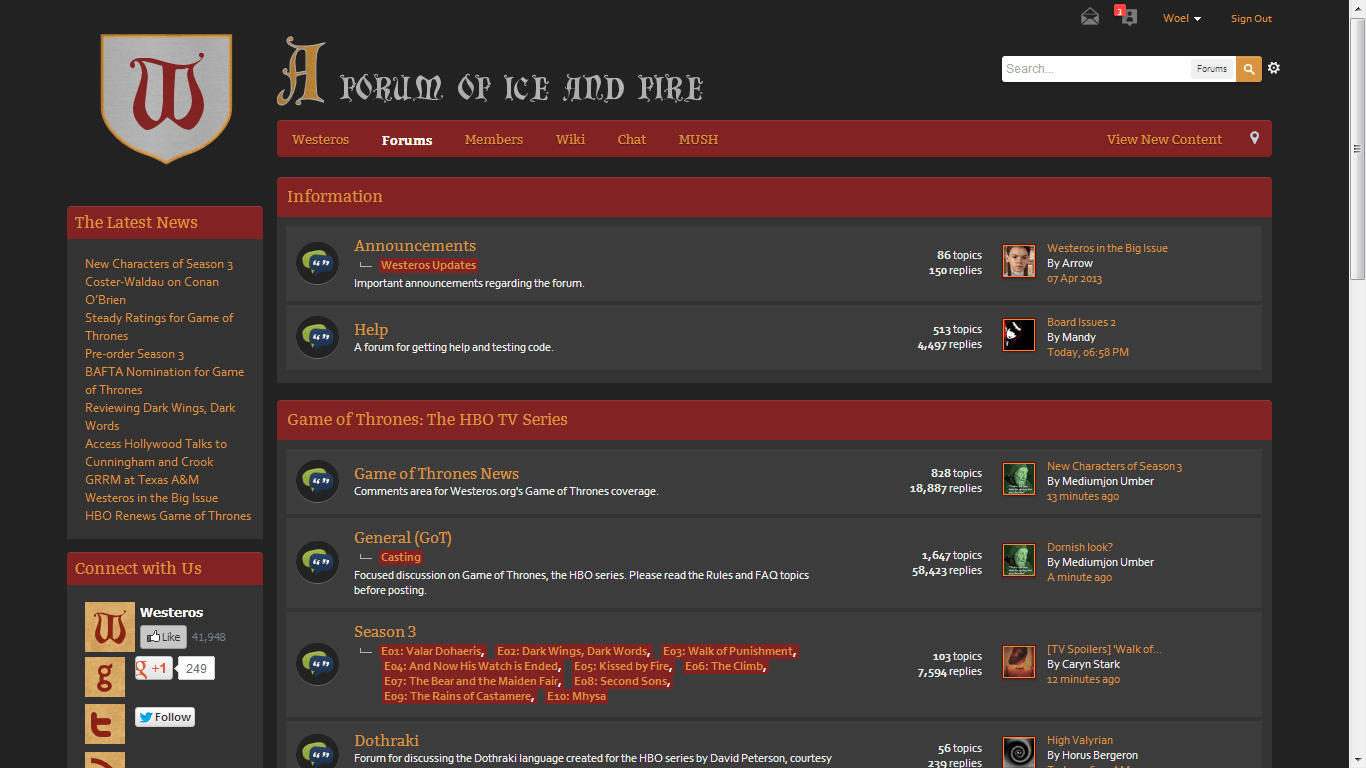 3
Woel
Sign Out
W
A Forum of Ice and Fire
Search...
Forums
Westeros
Forums
Members
Wiki
Chat
MUSH
View New Content
The Latest News
New Characters of Season 3
Coster-Waldau on Conan
O'Brien
Steady Ratings for Game of
Thrones
Pre-order Season 3
BAFTA Nomination for Game
of Thrones
Reviewing Dark Wings, Dark
Words
Access Hollywood Talks to
Cunningham and Crook
GRRM at Texas A&M
Westeros in the Big Issue
HBO Renews Game of Thrones
Connect with Us
W
Westeros
Like 41,948
g
g +1 249
t
Follow
Information
Announcements
Westeros Updates
Important announcements regarding the forum.
86 topics
150 replies
Westeros in the Big Issue
By Arrow
07 Apr 2013
Help
A forum for getting help and testing code.
513 topics
4,497 replies
Board Issues 2
By Mandy
Today, 06:58 PM
Game of Thrones: The HBO TV Series
Game of Thrones News
Comments area for Westeros.org's Game of Thrones coverage.
828 topics
18,887 replies
New Characters of Season 3
By Mediumjon Umber
13 minutes ago
General (GoT)
Casting
Focused discussion on Game of Thrones, the HBO series. Please read the Rules and FAQ topics
before posting.
1,647 topics
58,423 replies
Dornish look?
By Mediumjon Umber
A minute ago
Season 3
E01: Valar Dohaeris, E02: Dark Wings, Dark Words, E03: Walk of Punishment,
E04: And Now His Watch is Ended, E05: Kissed by Fire, E06: The Climb,
E07: The Bear and the Maiden Fair, E08: Second Sons,
E09: The Rains of Castamere, E10: Mhysa
103 topics
7,594 replies
[TV Spoilers] 'Walk of...
By Caryn Stark
12 minutes ago
Dothraki
Forum for discussing the Dothraki language created for the HBO series by David Peterson, courtesy
56 topics
239 replies
High Valyrian
By Horus Bergeron